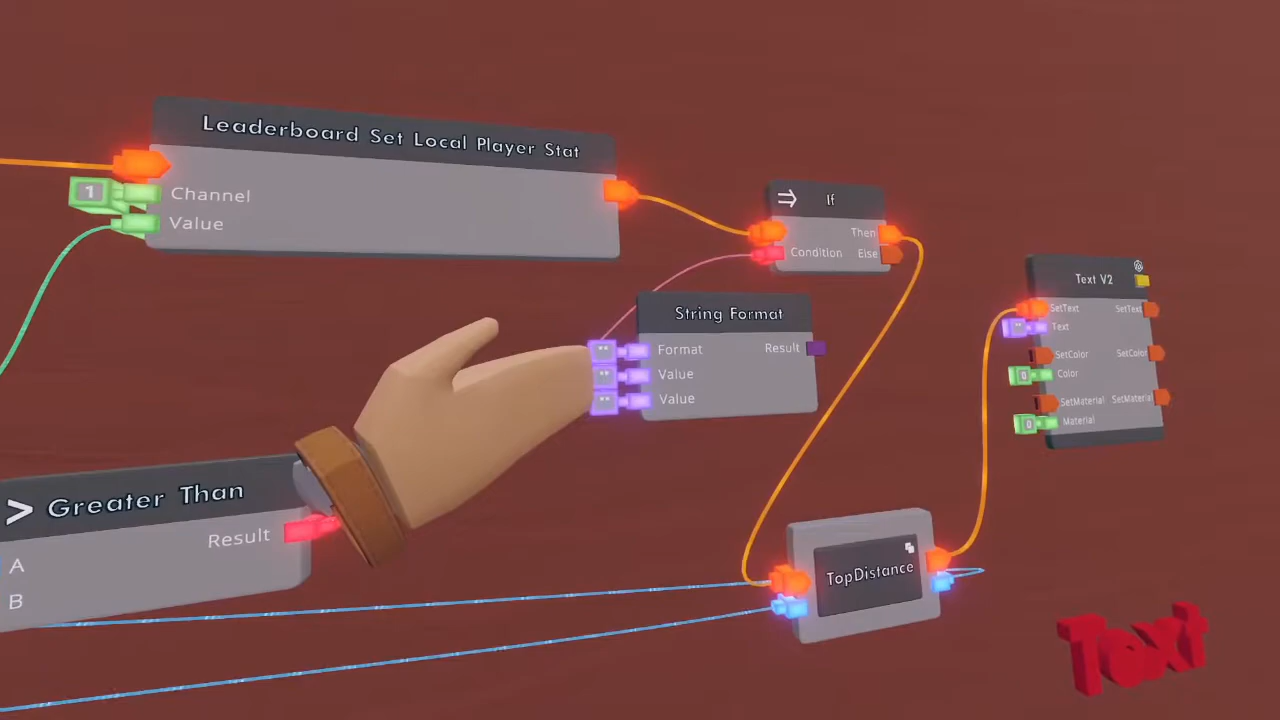 Leaderboard Set Local Player Stat
1
Channel
Value
If
Then
Condition
Else
String Format
Format
Result
Value
Value
Text V2
SetText
SetText
Text
SetColor
SetColor
0
Color
SetMaterial
SetMaterial
0
Material
> Greater Than
Result
A
B
TopDistance
Text